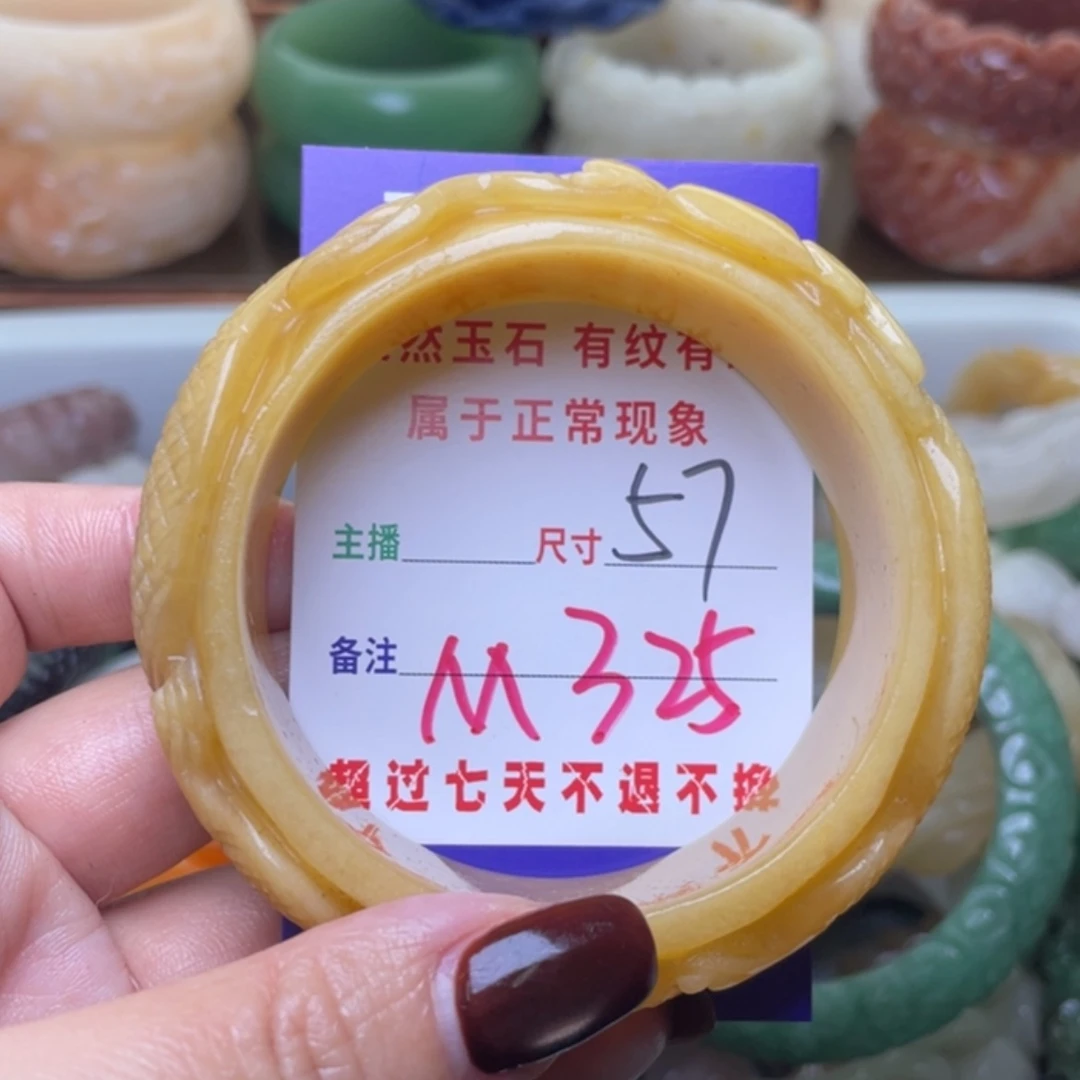 然玉石 有纹有
属于正常现象
主播 尺寸 57
备注 M 325
超过七天不退不换